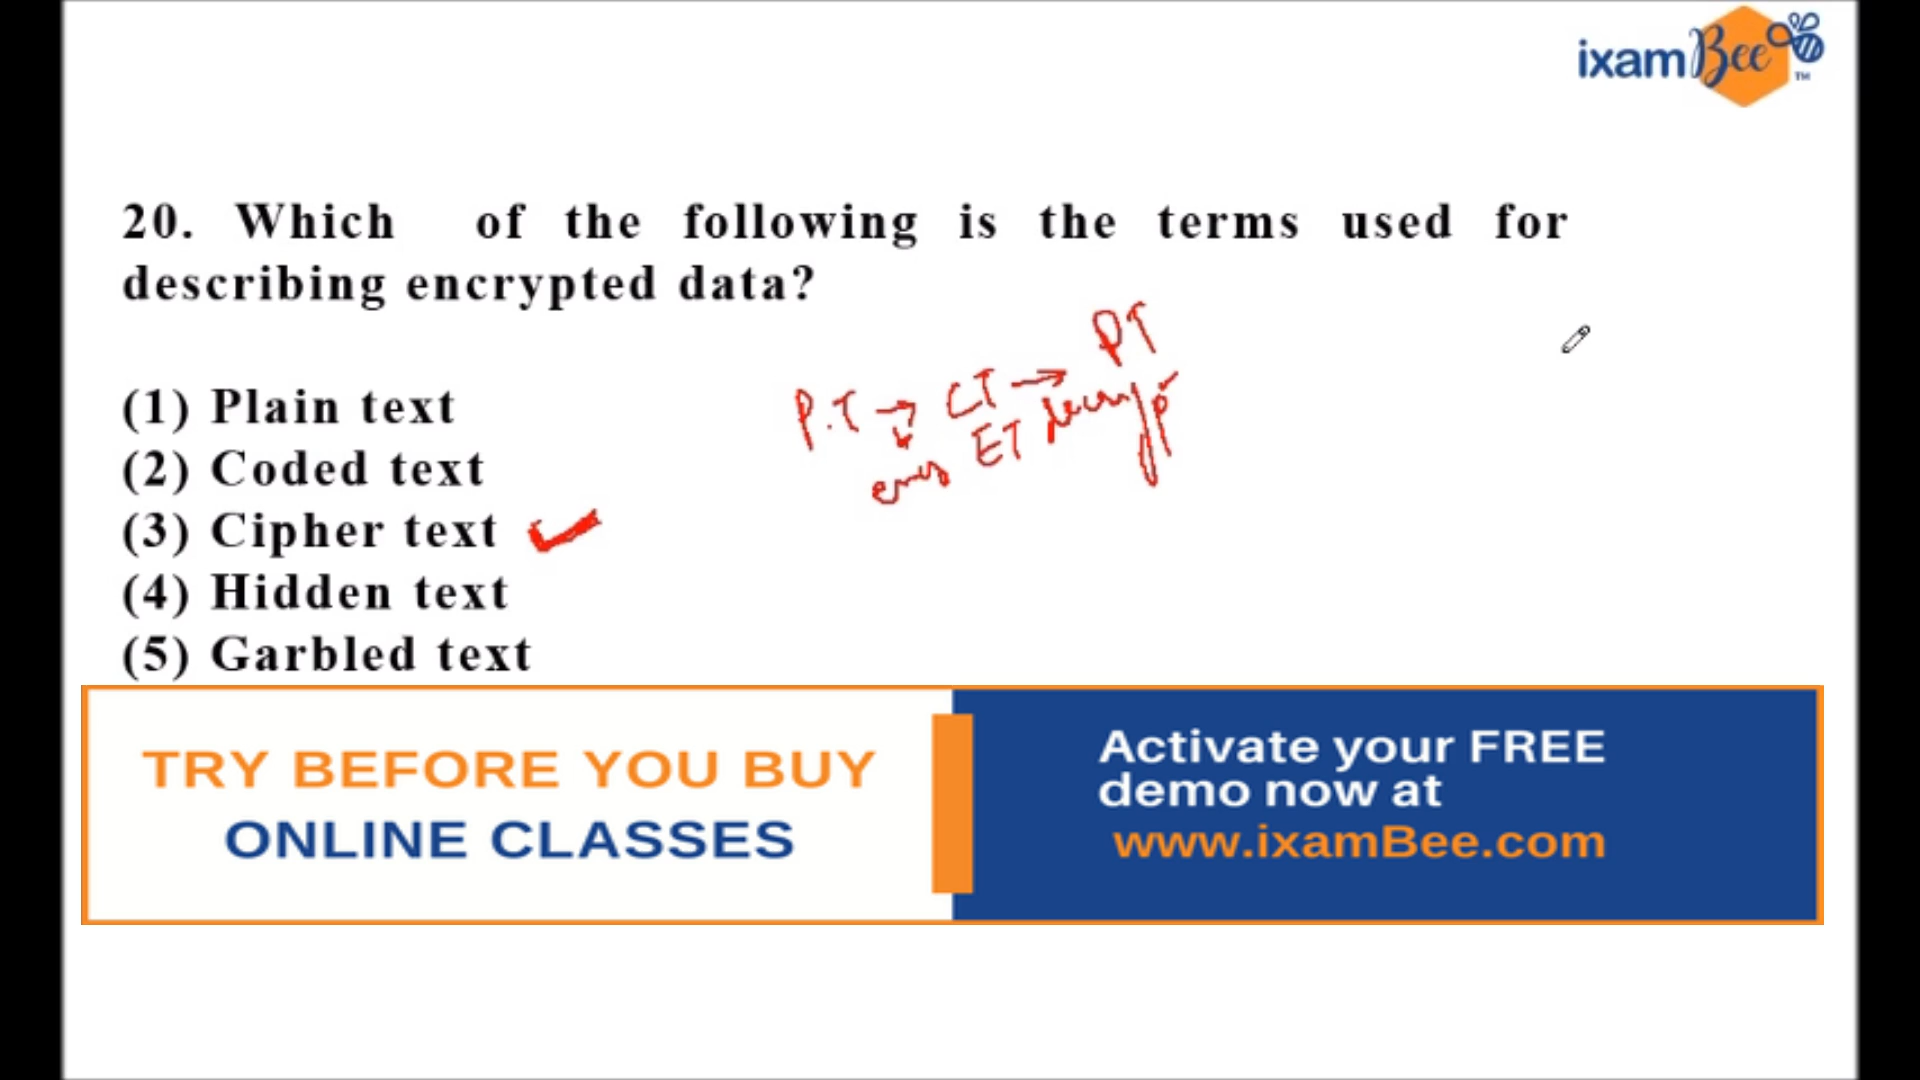 ixamBee
TM
20. Which of the following is the terms used for
describing encrypted data?
(1) Plain text
(2) Coded text
(3) Cipher text
(4) Hidden text
(5) Garbled text
P.T → CT → PT
ET
TRY BEFORE YOU BUY
ONLINE CLASSES
Activate your FREE
demo now at
www.ixamBee.com